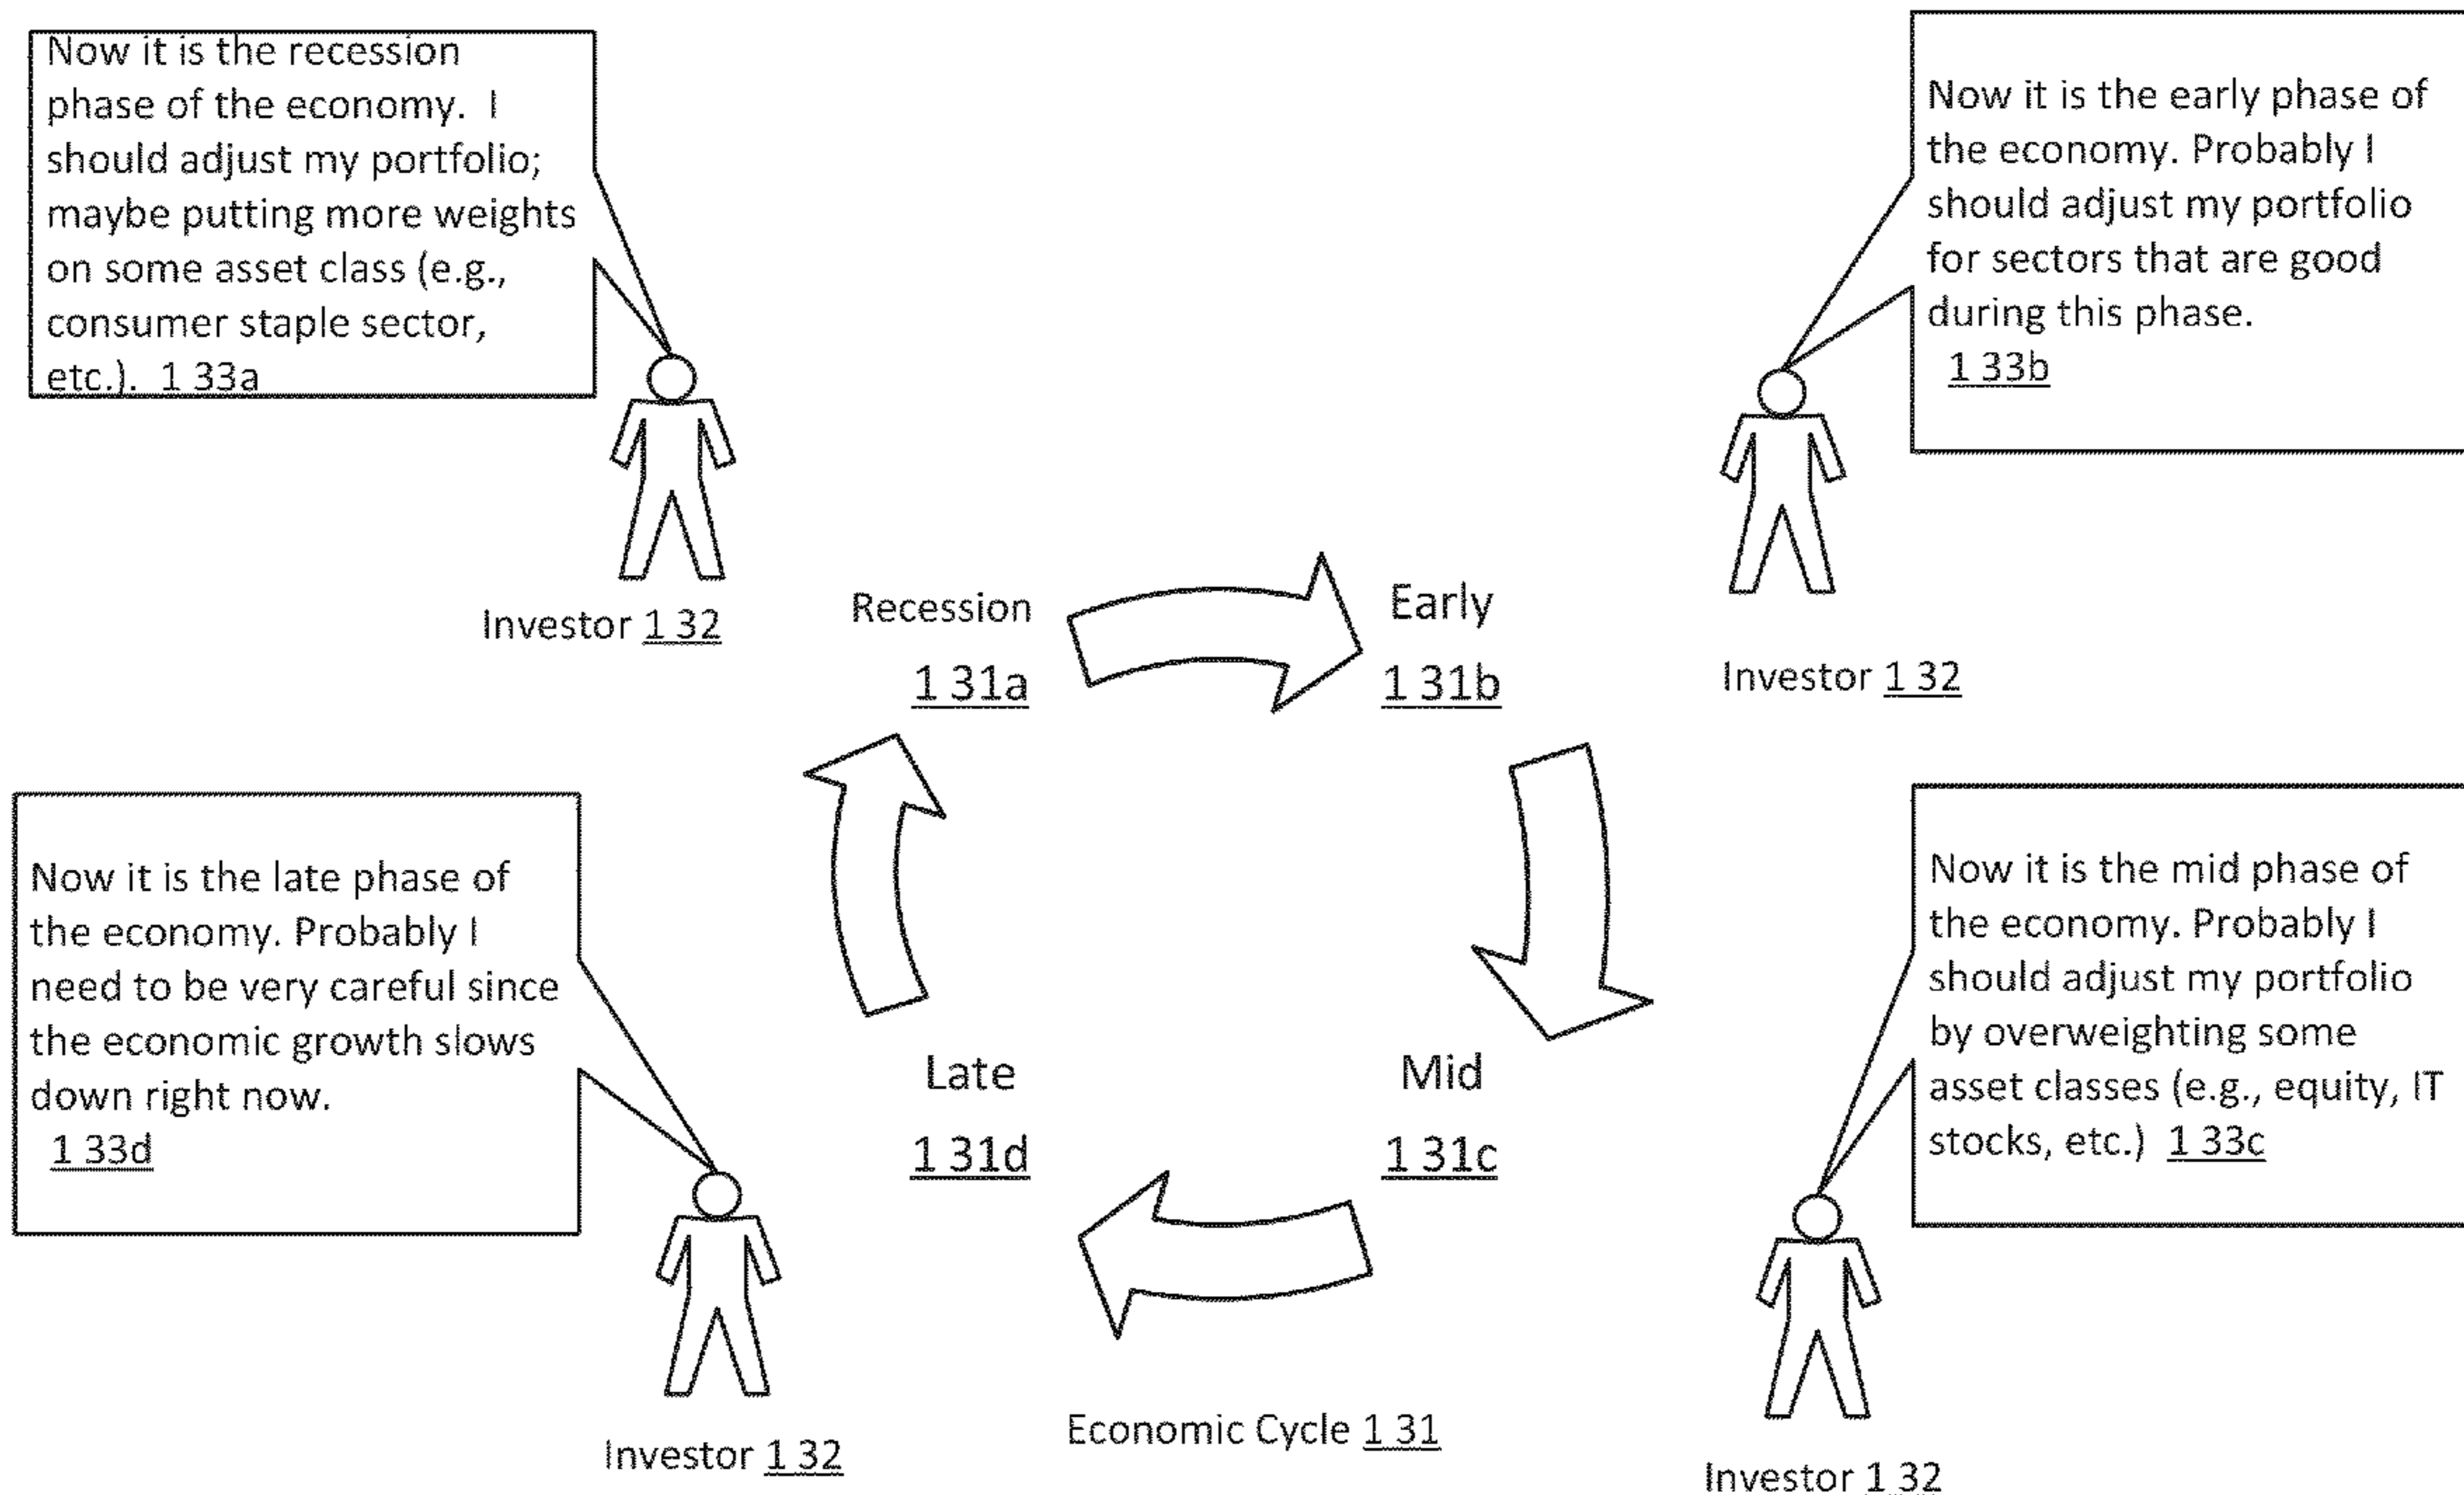 Now it is the recession
phase of the economy.  I
should adjust my portfolio;
maybe putting more weights
on some asset class (e.g.,
consumer staple sector,
etc.).  1 33a
Now it is the early phase of
the economy. Probably I
should adjust my portfolio
for sectors that are good
during this phase.
1 33b
Investor 1 32
Recession
1 31a
Early
1 31b
Investor 1 32
Now it is the late phase of
the economy. Probably I
need to be very careful since
the economic growth slows
down right now.
1 33d
Now it is the mid phase of
the economy. Probably I
should adjust my portfolio
by overweighting some
asset classes (e.g., equity, IT
stocks, etc.)  1 33c
Late
1 31d
Mid
1 31c
Investor 1 32
Economic Cycle 1 31
Investor 1 32